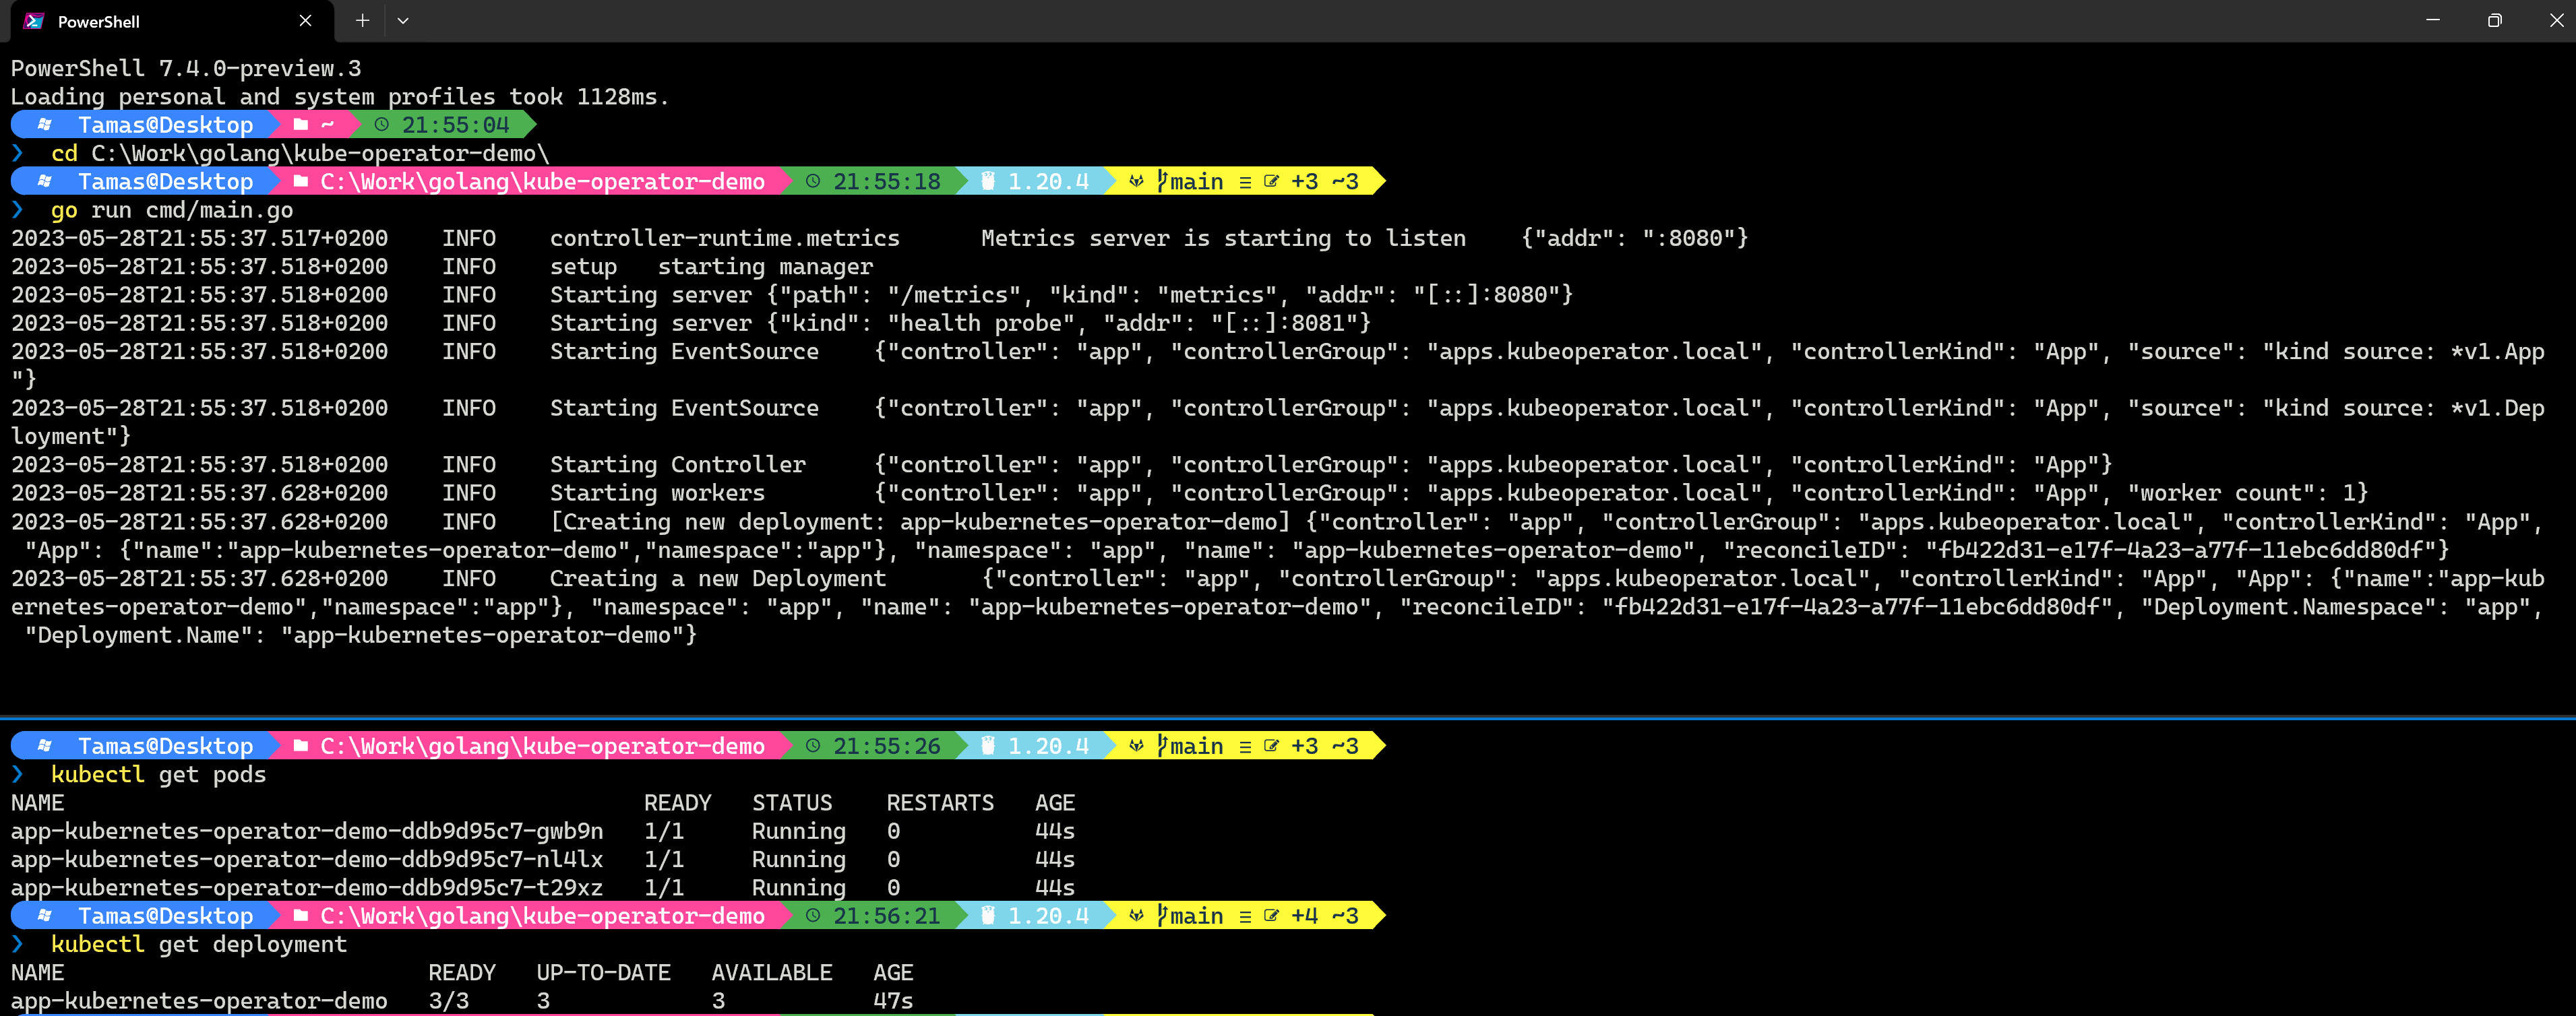 PowerShell
PowerShell 7.4.0-preview.3
Loading personal and system profiles took 1128ms.
Tamas@Desktop ~ 21:55:04
❯ cd C:\Work\golang\kube-operator-demo\
Tamas@Desktop C:\Work\golang\kube-operator-demo 21:55:18 1.20.4 main ≡ +3 ~3
❯ go run cmd/main.go
2023-05-28T21:55:37.517+0200 INFO controller-runtime.metrics Metrics server is starting to listen {"addr": ":8080"}
2023-05-28T21:55:37.518+0200 INFO setup starting manager
2023-05-28T21:55:37.518+0200 INFO Starting server {"path": "/metrics", "kind": "metrics", "addr": "[::]:8080"}
2023-05-28T21:55:37.518+0200 INFO Starting server {"kind": "health probe", "addr": "[::]:8081"}
2023-05-28T21:55:37.518+0200 INFO Starting EventSource {"controller": "app", "controllerGroup": "apps.kubeoperator.local", "controllerKind": "App", "source": "kind source: *v1.App
"}
2023-05-28T21:55:37.518+0200 INFO Starting EventSource {"controller": "app", "controllerGroup": "apps.kubeoperator.local", "controllerKind": "App", "source": "kind source: *v1.Dep
loyment"}
2023-05-28T21:55:37.518+0200 INFO Starting Controller {"controller": "app", "controllerGroup": "apps.kubeoperator.local", "controllerKind": "App"}
2023-05-28T21:55:37.628+0200 INFO Starting workers {"controller": "app", "controllerGroup": "apps.kubeoperator.local", "controllerKind": "App", "worker count": 1}
2023-05-28T21:55:37.628+0200 INFO [Creating new deployment: app-kubernetes-operator-demo] {"controller": "app", "controllerGroup": "apps.kubeoperator.local", "controllerKind": "App",
"App": {"name":"app-kubernetes-operator-demo","namespace":"app"}, "namespace": "app", "name": "app-kubernetes-operator-demo", "reconcileID": "fb422d31-e17f-4a23-a77f-11ebc6dd80df"}
2023-05-28T21:55:37.628+0200 INFO Creating a new Deployment {"controller": "app", "controllerGroup": "apps.kubeoperator.local", "controllerKind": "App", "App": {"name":"app-kub
ernetes-operator-demo","namespace":"app"}, "namespace": "app", "name": "app-kubernetes-operator-demo", "reconcileID": "fb422d31-e17f-4a23-a77f-11ebc6dd80df", "Deployment.Namespace": "app",
"Deployment.Name": "app-kubernetes-operator-demo"}
Tamas@Desktop C:\Work\golang\kube-operator-demo 21:55:26 1.20.4 main ≡ +3 ~3
❯ kubectl get pods
NAME READY STATUS RESTARTS AGE
app-kubernetes-operator-demo-ddb9d95c7-gwb9n 1/1 Running 0 44s
app-kubernetes-operator-demo-ddb9d95c7-nl4lx 1/1 Running 0 44s
app-kubernetes-operator-demo-ddb9d95c7-t29xz 1/1 Running 0 44s
Tamas@Desktop C:\Work\golang\kube-operator-demo 21:56:21 1.20.4 main ≡ +4 ~3
❯ kubectl get deployment
NAME READY UP-TO-DATE AVAILABLE AGE
app-kubernetes-operator-demo 3/3 3 3 47s